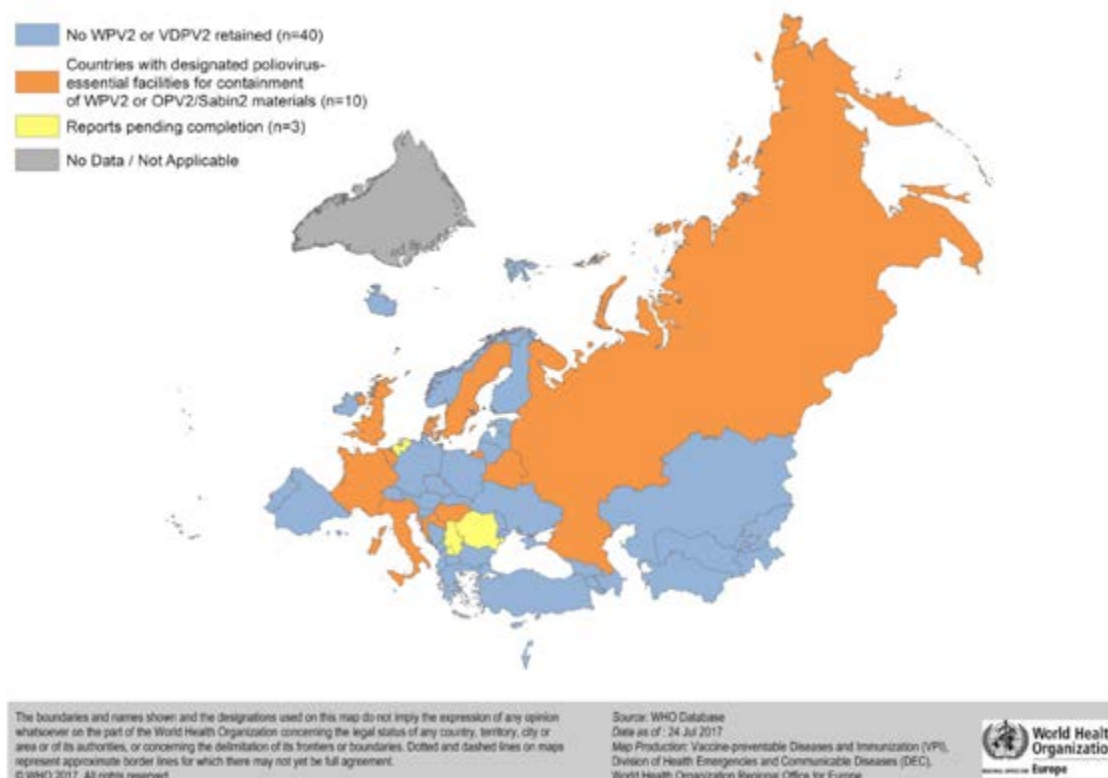 No WPV2 or VDPV2 retained (n=40)
Countries with designated poliovirus-
essential facilities for containment
of WPV2 or OPV2/Sabin2 materials (n=10)
Reports pending completion (n=3)
No Data / Not Applicable
The boundaries and names shown and the designations used on this map do not imply the expression of any opinion
whatsoever on the part of the World Health Organization concerning the legal status of any country, territory, city or
area or of its authorities, or concerning the delimitation of its frontiers or boundaries. Dotted and dashed lines on maps
represent approximate border lines for which there may not yet be full agreement.
© WHO 2017. All rights reserved
Source: WHO Database
Data as of : 24 Jul 2017
Map Production: Vaccine-preventable Diseases and Immunization (VPI),
Division of Health Emergencies and Communicable Diseases (DEC),
World Health Organization Regional Office for Europe
World Healt
Organizatio
REGIONAL OFFICE FOR Europe